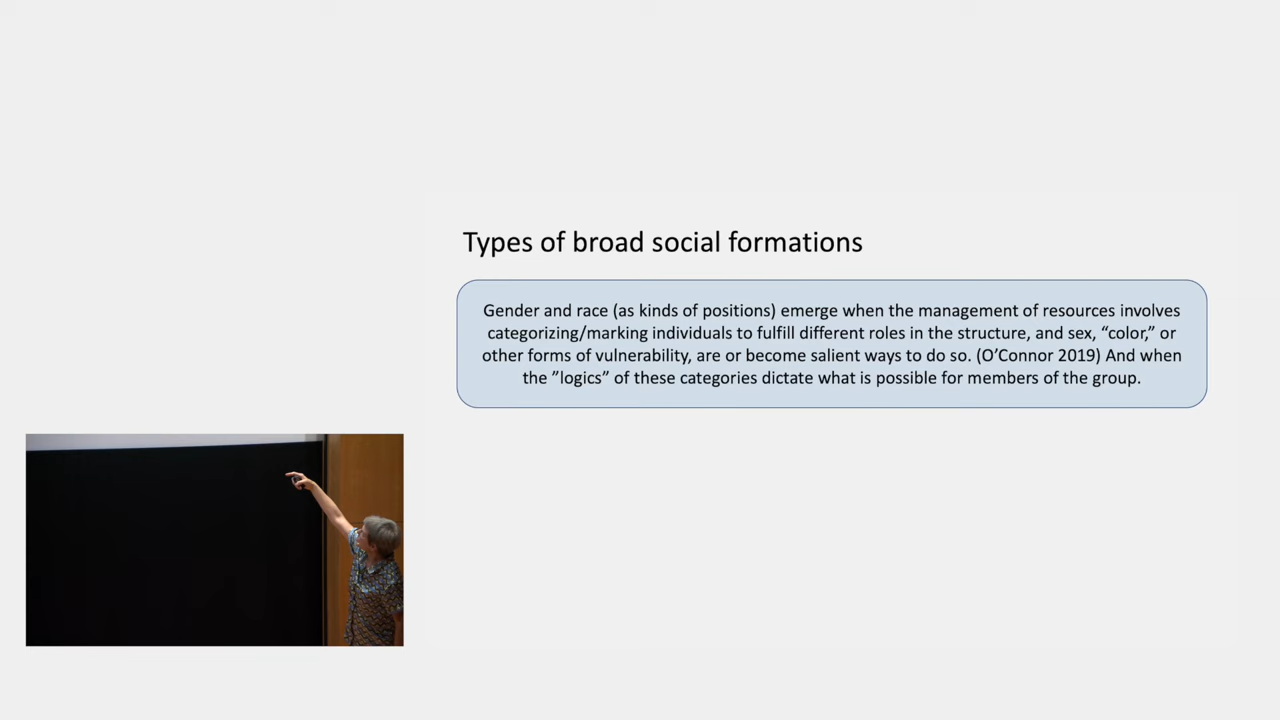 Types of broad social formations
Gender and race (as kinds of positions) emerge when the management of resources involves
categorizing/marking individuals to fulfill different roles in the structure, and sex, “color,” or
other forms of vulnerability, are or become salient ways to do so. (O’Connor 2019) And when
the ”logics” of these categories dictate what is possible for members of the group.